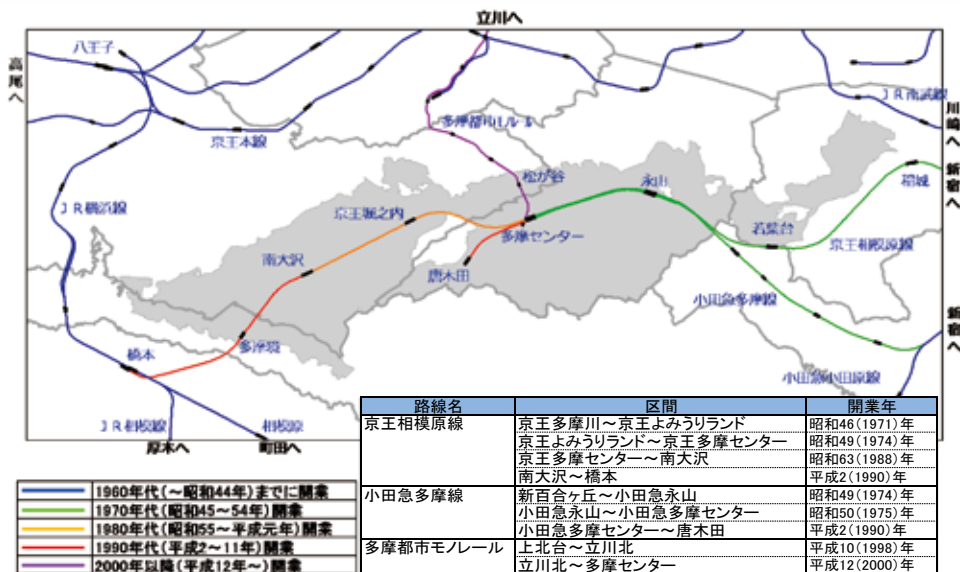 立川へ
八王子
高尾へ
JR南武線
川崎へ
多摩都市モノレール
京王本線
新宿へ
松が谷
永山
稲城
JR横浜線
京王堀之内
若葉台
多摩センター
京王相模原線
南大沢
唐木田
小田急多摩線
新宿へ
橋本
多摩境
小田急小田原線
JR相模線
相模原
厚木へ
町田へ
路線名 区間 開業年
京王相模原線 京王多摩川～京王よみうりランド 昭和46(1971)年
京王よみうりランド～京王多摩センター 昭和49(1974)年
京王多摩センター～南大沢 昭和63(1988)年
南大沢～橋本 平成2(1990)年
小田急多摩線 新百合ヶ丘～小田急永山 昭和49(1974)年
小田急永山～小田急多摩センター 昭和50(1975)年
小田急多摩センター～唐木田 平成2(1990)年
多摩都市モノレール 上北台～立川北 平成10(1998)年
立川北～多摩センター 平成12(2000)年
1960年代(～昭和44年)までに開業
1970年代(昭和45～54年)開業
1980年代(昭和55～平成元年)開業
1990年代(平成2～11年)開業
2000年以降(平成12年～)開業